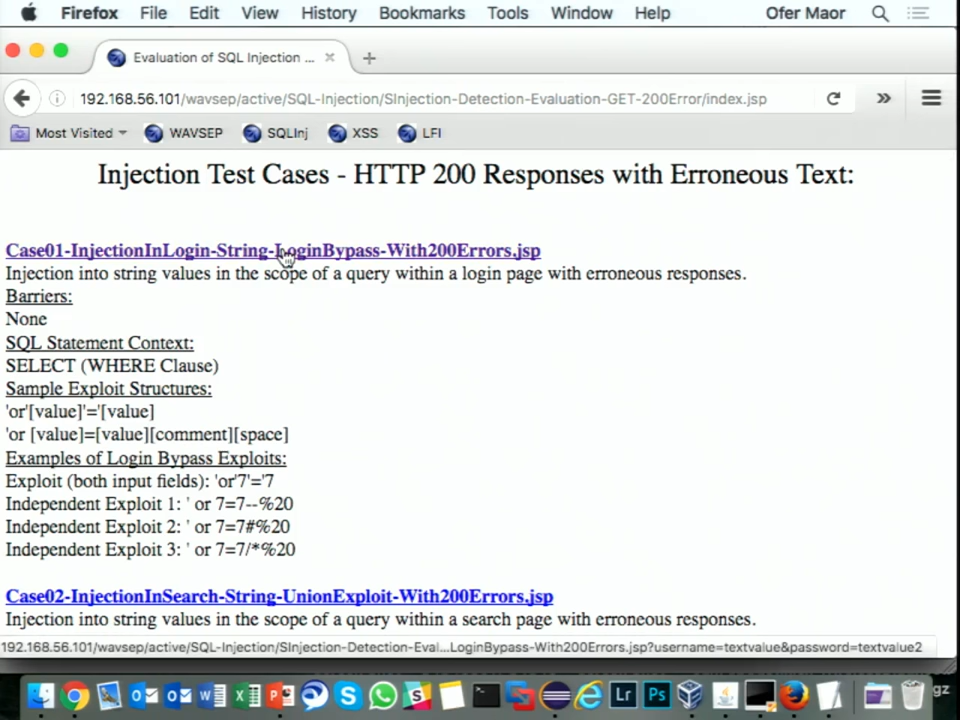 Firefox File Edit View History Bookmarks Tools Window Help Ofer Maor
Evaluation of SQL Injection ...
192.168.56.101/wavsep/active/SQL-Injection/SInjection-Detection-Evaluation-GET-200Error/index.jsp
Most Visited WAVSEP SQLInj XSS LFI
Injection Test Cases - HTTP 200 Responses with Erroneous Text:
Case01-InjectionInLogin-String-LoginBypass-With200Errors.jsp
Injection into string values in the scope of a query within a login page with erroneous responses.
Barriers:
None
SQL Statement Context:
SELECT (WHERE Clause)
Sample Exploit Structures:
'or'[value]'='[value]
'or [value]=[value][comment][space]
Examples of Login Bypass Exploits:
Exploit (both input fields): 'or'7'='7
Independent Exploit 1: ' or 7=7--%20
Independent Exploit 2: ' or 7=7#%20
Independent Exploit 3: ' or 7=7/*%20
Case02-InjectionInSearch-String-UnionExploit-With200Errors.jsp
Injection into string values in the scope of a query within a search page with erroneous responses.
192.168.56.101/wavsep/active/SQL-Injection/SInjection-Detection-Eval...LoginBypass-With200Errors.jsp?username=textvalue&password=textvalue2
Lr Ps
gz